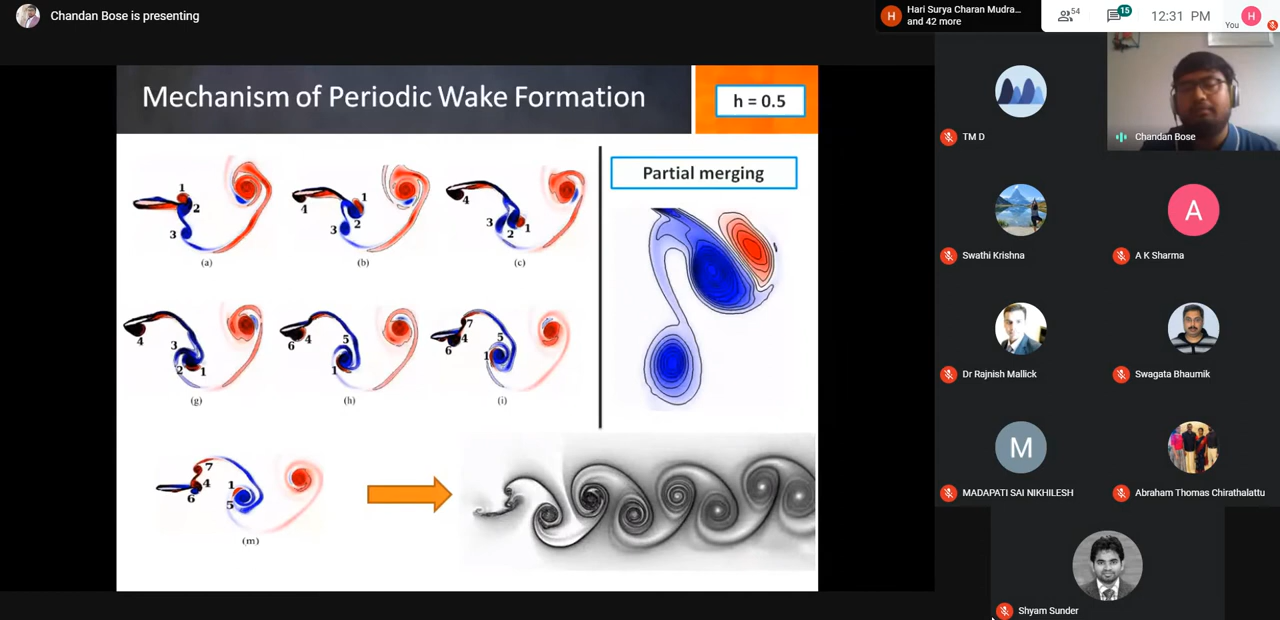 Chandan Bose is presenting
Hari Surya Charan Mudra...
and 42 more
54
15
12:31 PM
H
You
H
Mechanism of Periodic Wake Formation
h = 0.5
1
2
3
(a)
4
1
3
2
(b)
4
3
2
1
(c)
Partial merging
4
3
2
1
(g)
6
4
5
1
(h)
7
4
6
5
1
(i)
7
4
6
1
5
(m)
TM D
Chandan Bose
Swathi Krishna
A
A K Sharma
Dr Rajnish Mallick
Swagata Bhaumik
M
MADAPATI SAI NIKHILESH
Abraham Thomas Chirathalattu
Shyam Sunder